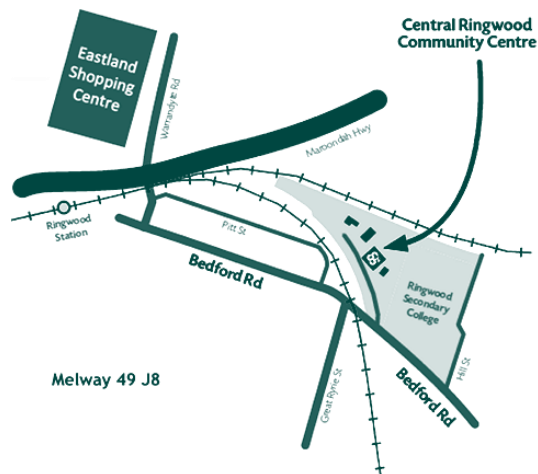 Central Ringwood
Community Centre
Eastland
Shopping
Centre
Warrandyte Rd
Maroondah Hwy
Ringwood
Station
Pitt St
Bedford Rd
Ringwood
Secondary
College
Melway 49 J8
Great Ryrie St
Bedford Rd
Hill St